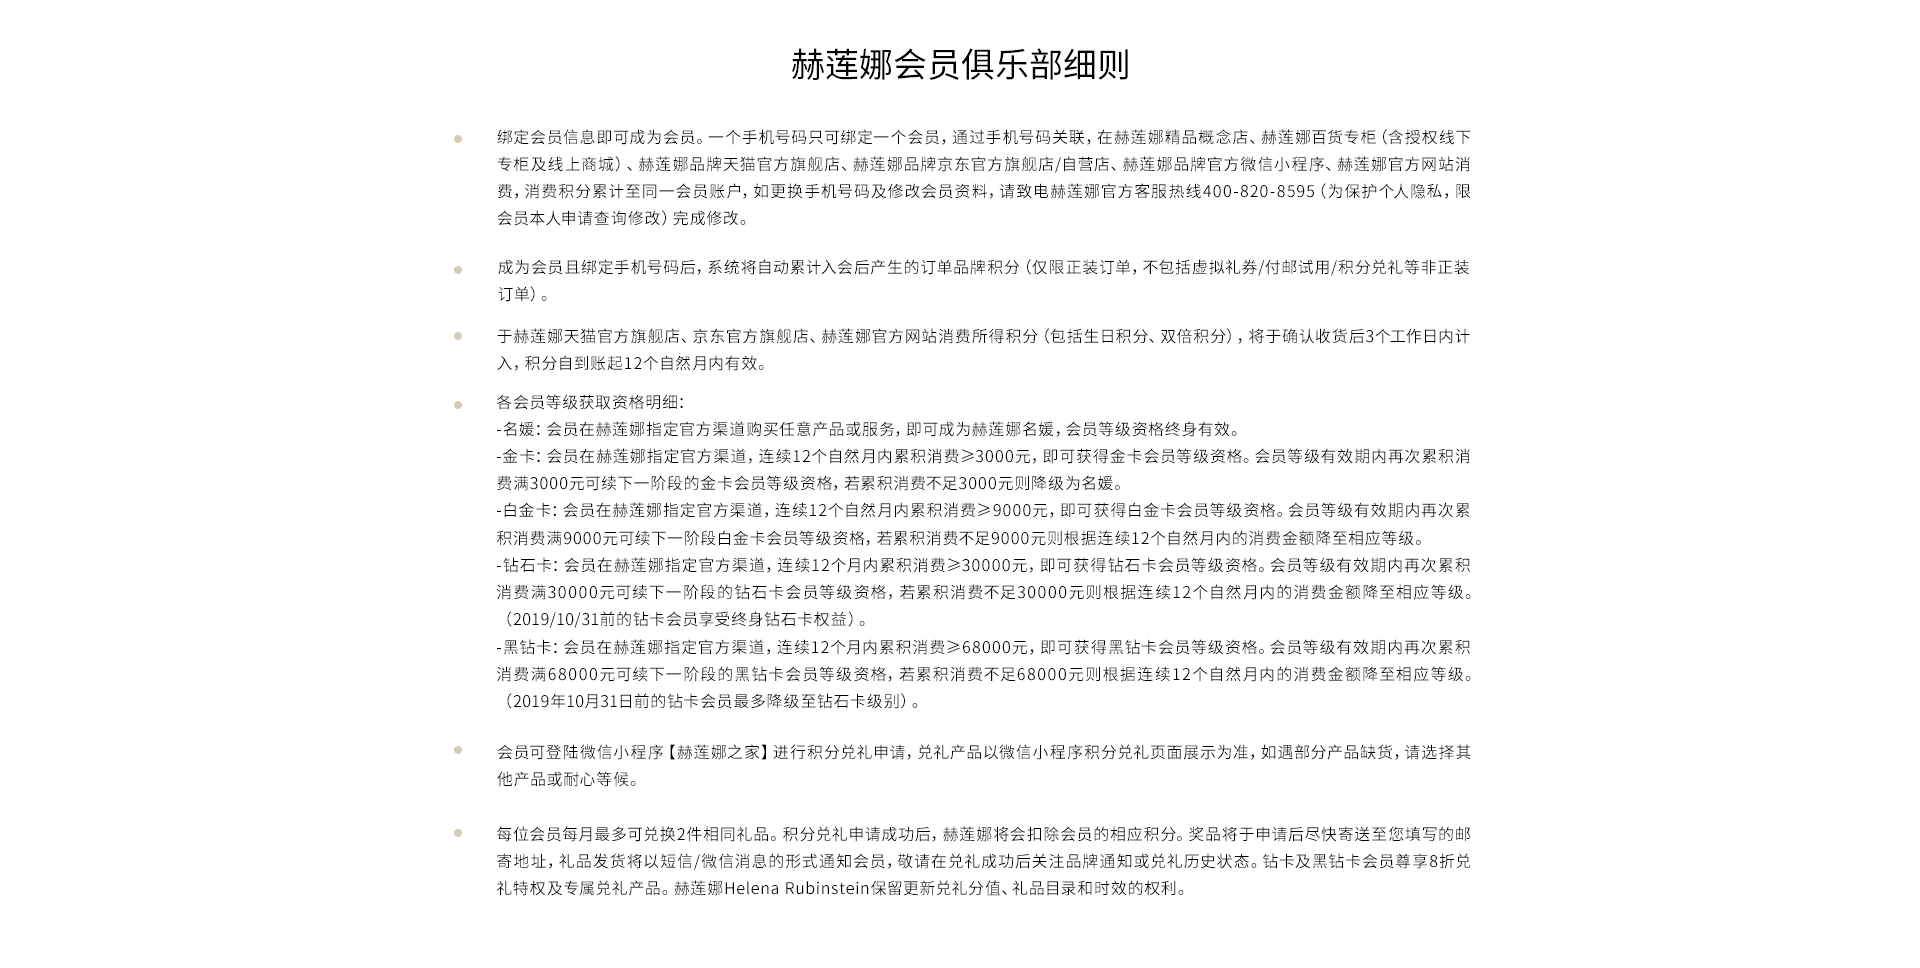 赫莲娜会员俱乐部细则
绑定会员信息即可成为会员。一个手机号码只可绑定一个会员，通过手机号码关联，在赫莲娜精品概念店、赫莲娜百货专柜（含授权线下
专柜及线上商城）、赫莲娜品牌天猫官方旗舰店、赫莲娜品牌京东官方旗舰店/自营店、赫莲娜品牌官方微信小程序、赫莲娜官方网站消
费，消费积分累计至同一会员账户，如更换手机号码及修改会员资料，请致电赫莲娜官方客服热线400-820-8595（为保护个人隐私，限
会员本人申请查询修改）完成修改。
成为会员且绑定手机号码后，系统将自动累计入会后产生的订单品牌积分（仅限正装订单，不包括虚拟礼券/付邮试用/积分兑礼等非正装
订单）。
于赫莲娜天猫官方旗舰店、京东官方旗舰店、赫莲娜官方网站消费所得积分（包括生日积分、双倍积分），将于确认收货后3个工作日内计
入，积分自到账起12个自然月内有效。
各会员等级获取资格明细：
-名媛：会员在赫莲娜指定官方渠道购买任意产品或服务，即可成为赫莲娜名媛，会员等级资格终身有效。
-金卡：会员在赫莲娜指定官方渠道，连续12个自然月内累积消费≥3000元，即可获得金卡会员等级资格。会员等级有效期内再次累积消
费满3000元可续下一阶段的金卡会员等级资格，若累积消费不足3000元则降级为名媛。
-白金卡：会员在赫莲娜指定官方渠道，连续12个自然月内累积消费≥9000元，即可获得白金卡会员等级资格。会员等级有效期内再次累
积消费满9000元可续下一阶段白金卡会员等级资格，若累积消费不足9000元则根据连续12个自然月内的消费金额降至相应等级。
-钻石卡：会员在赫莲娜指定官方渠道，连续12个月内累积消费≥30000元，即可获得钻石卡会员等级资格。会员等级有效期内再次累积
消费满30000元可续下一阶段的钻石卡会员等级资格，若累积消费不足30000元则根据连续12个自然月内的消费金额降至相应等级。
（2019/10/31前的钻卡会员享受终身钻石卡权益）。
-黑钻卡：会员在赫莲娜指定官方渠道，连续12个月内累积消费≥68000元，即可获得黑钻卡会员等级资格。会员等级有效期内再次累积
消费满68000元可续下一阶段的黑钻卡会员等级资格，若累积消费不足68000元则根据连续12个自然月内的消费金额降至相应等级。
（2019年10月31日前的钻卡会员最多降级至钻石卡级别）。
会员可登陆微信小程序【赫莲娜之家】进行积分兑礼申请，兑礼产品以微信小程序积分兑礼页面展示为准，如遇部分产品缺货，请选择其
他产品或耐心等候。
每位会员每月最多可兑换2件相同礼品。积分兑礼申请成功后，赫莲娜将会扣除会员的相应积分。奖品将于申请后尽快寄送至您填写的邮
寄地址，礼品发货将以短信/微信消息的形式通知会员，敬请在兑礼成功后关注品牌通知或兑礼历史状态。钻卡及黑钻卡会员尊享8折兑
礼特权及专属兑礼产品。赫莲娜Helena Rubinstein保留更新兑礼分值、礼品目录和时效的权利。